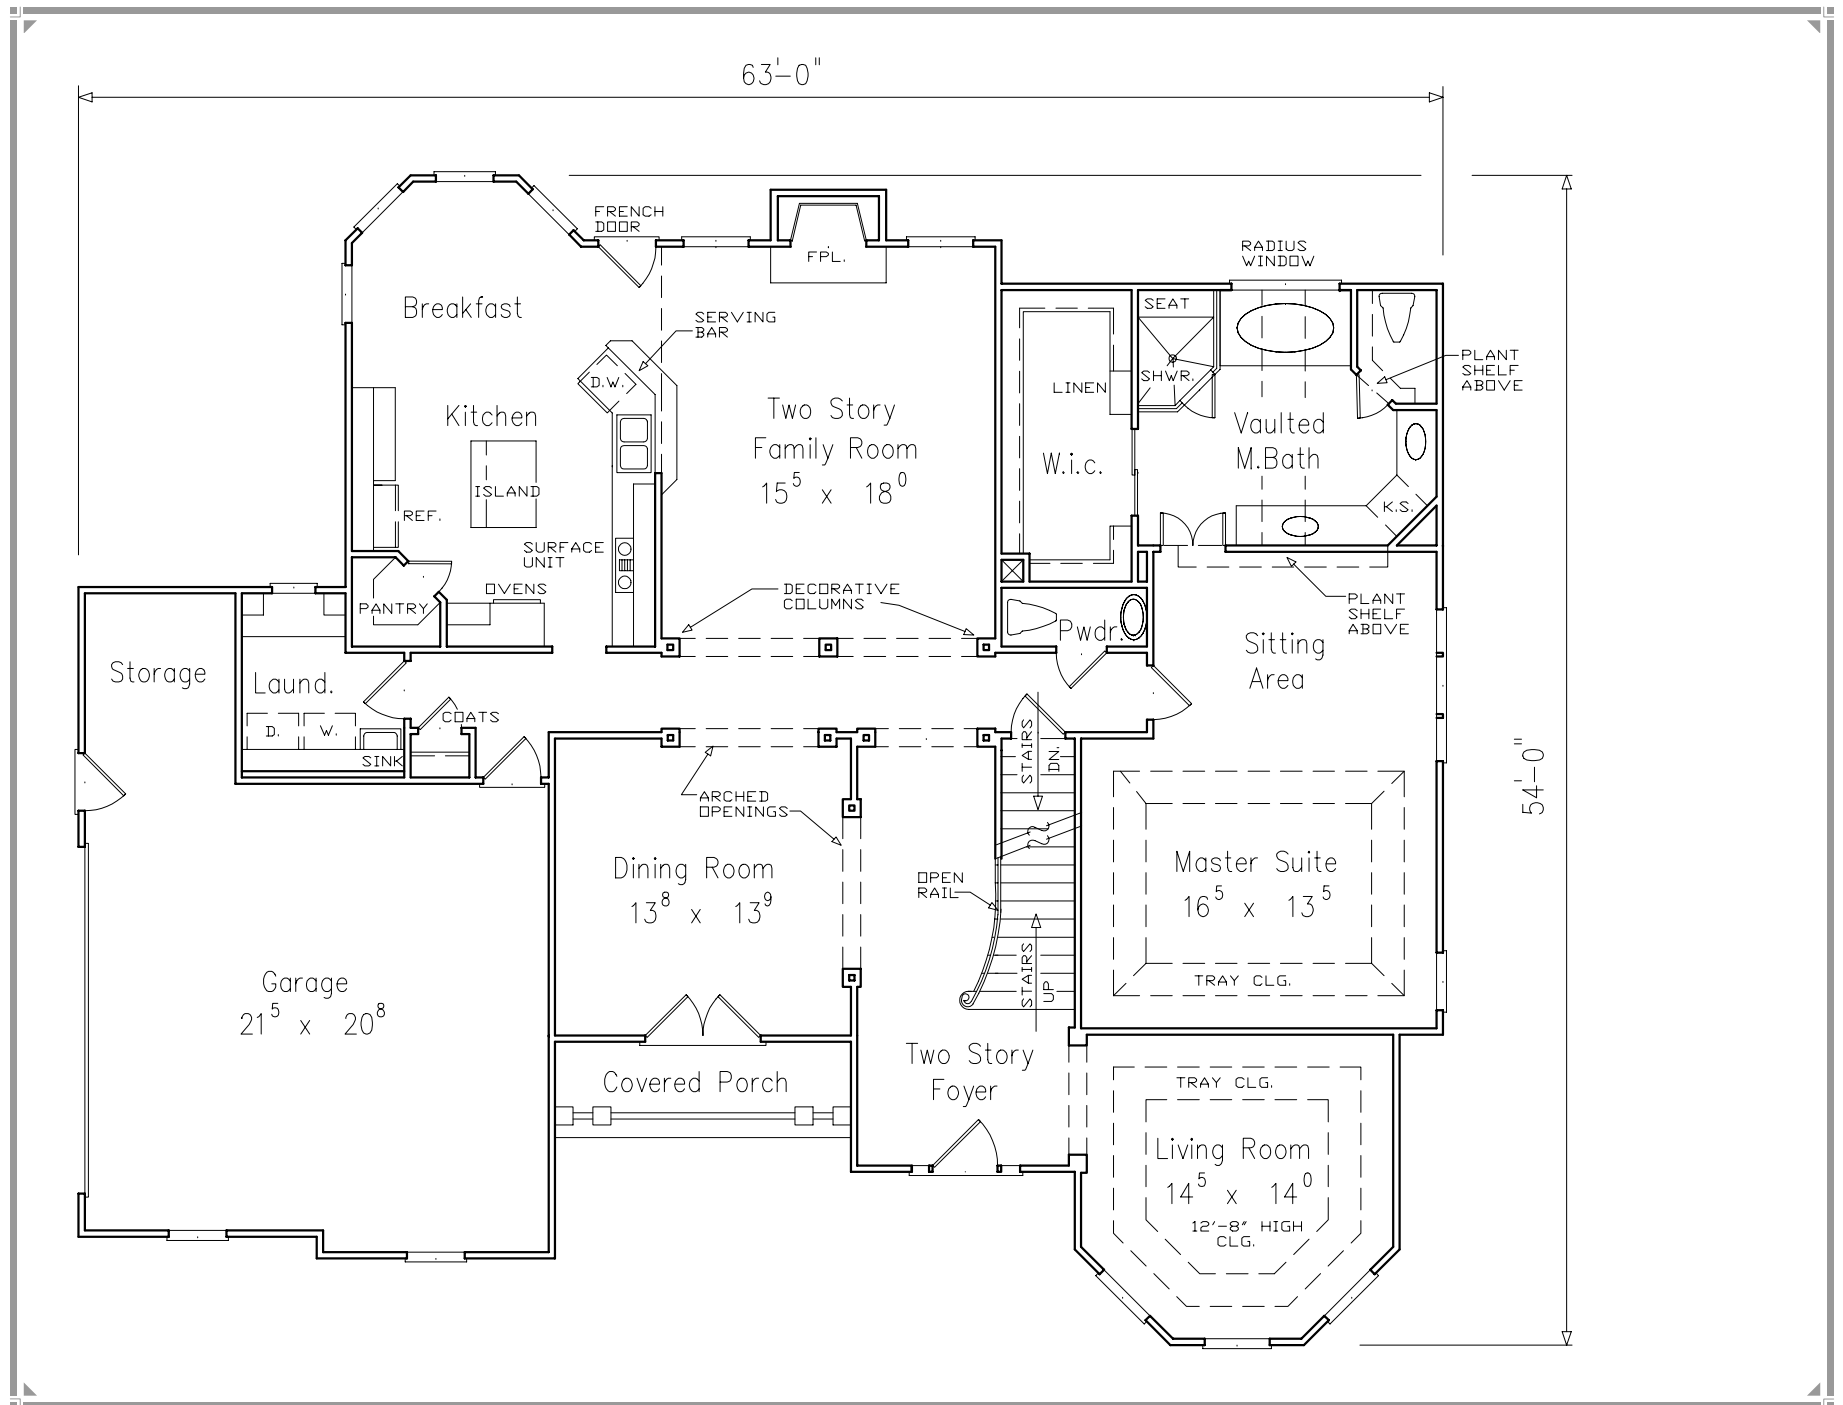 63'-0"
FRENCH
DOOR
FPL.
RADIUS
WINDOW
Breakfast
SERVING
BAR
SEAT
PLANT
SHELF
ABOVE
D.W.
SHWR.
LINEN
Kitchen
Two Story
Family Room
15⁵ x 18⁰
Vaulted
M.Bath
W.i.c.
ISLAND
REF.
K.S.
SURFACE
UNIT
OVENS
PANTRY
DECORATIVE
COLUMNS
PLANT
SHELF
ABOVE
Pwdr.
Sitting
Area
Storage
Laund.
COATS
D.
W.
SINK
STAIRS
DN.
54'-0"
ARCHED
OPENINGS
Dining Room
13⁸ x 13⁹
OPEN
RAIL
Master Suite
16⁵ x 13⁵
TRAY CLG.
STAIRS
UP
Garage
21⁵ x 20⁸
Two Story
Foyer
Covered Porch
TRAY CLG.
Living Room
14⁵ x 14⁰
12'-8" HIGH
CLG.